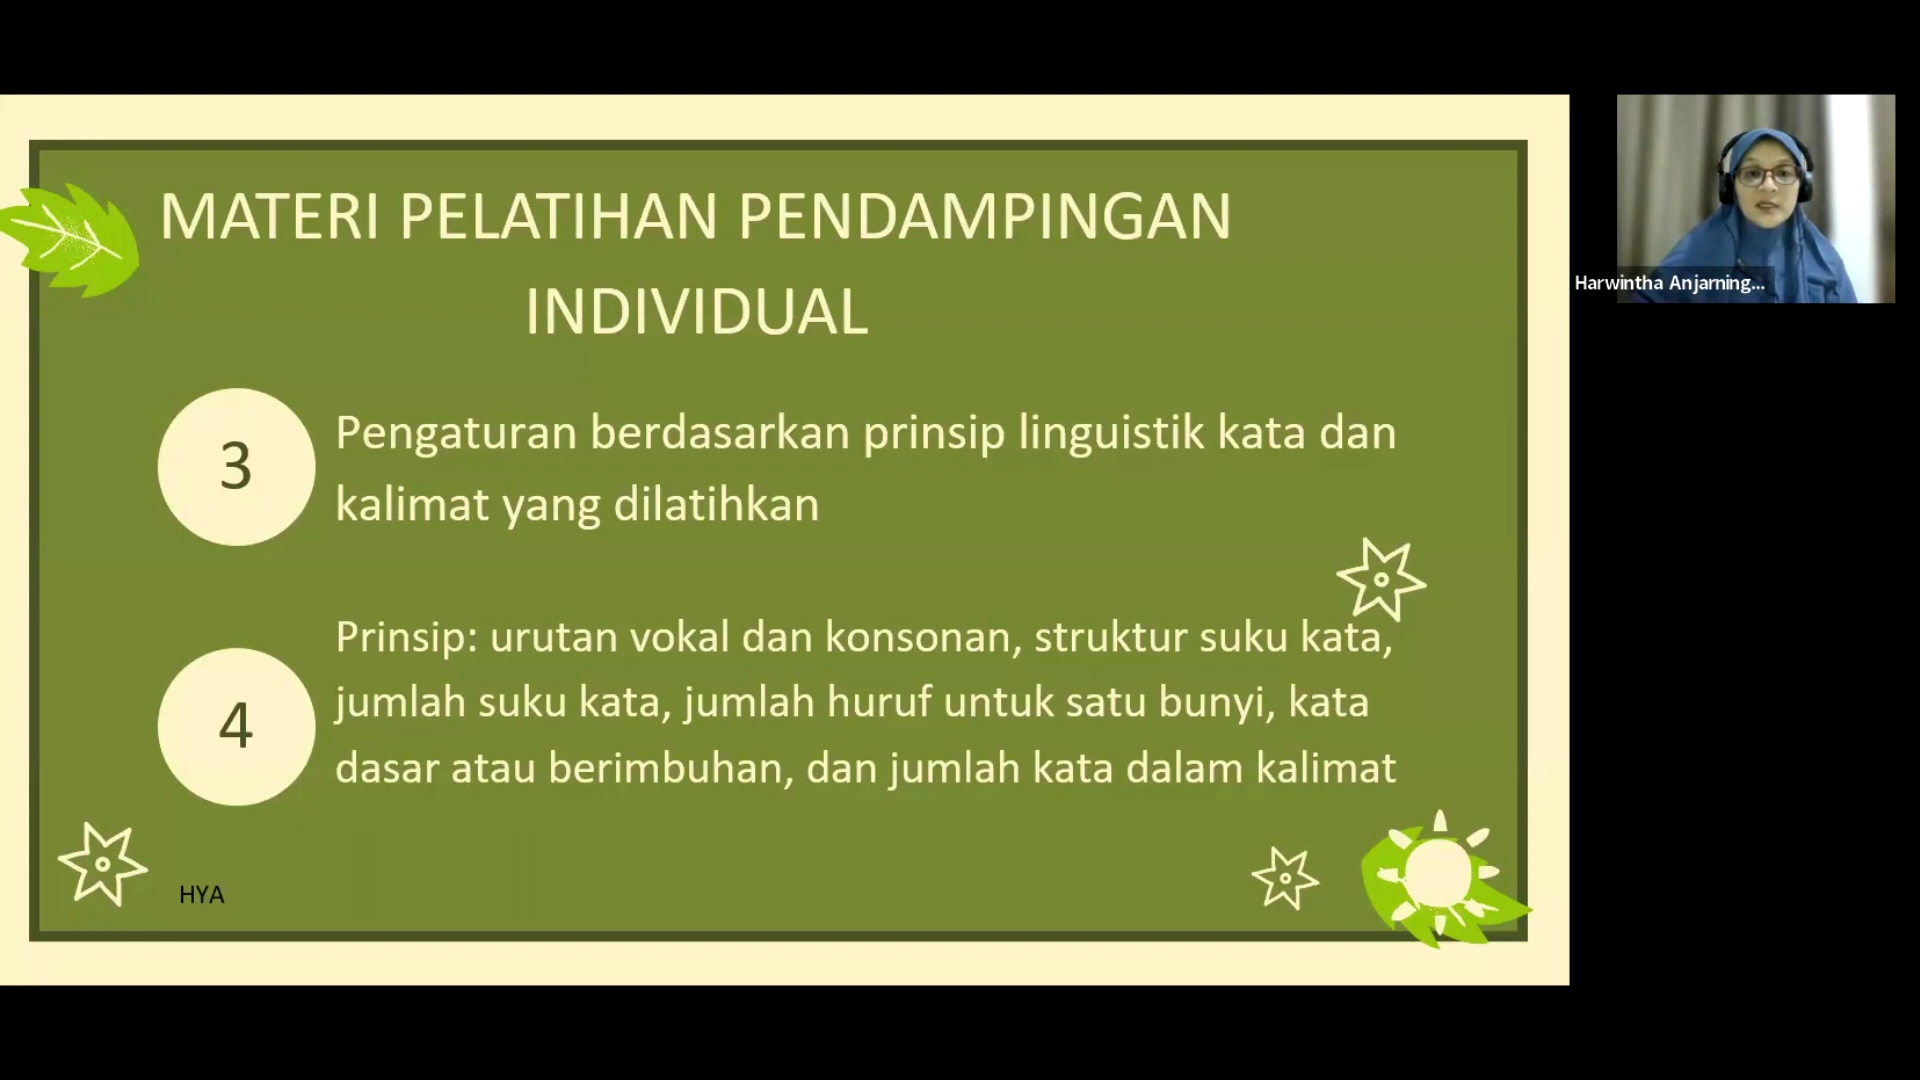 MATERI PELATIHAN PENDAMPINGAN
INDIVIDUAL
3
Pengaturan berdasarkan prinsip linguistik kata dan
kalimat yang dilatihkan
4
Prinsip: urutan vokal dan konsonan, struktur suku kata,
jumlah suku kata, jumlah huruf untuk satu bunyi, kata
dasar atau berimbuhan, dan jumlah kata dalam kalimat
HYA
Harwintha Anjarning...